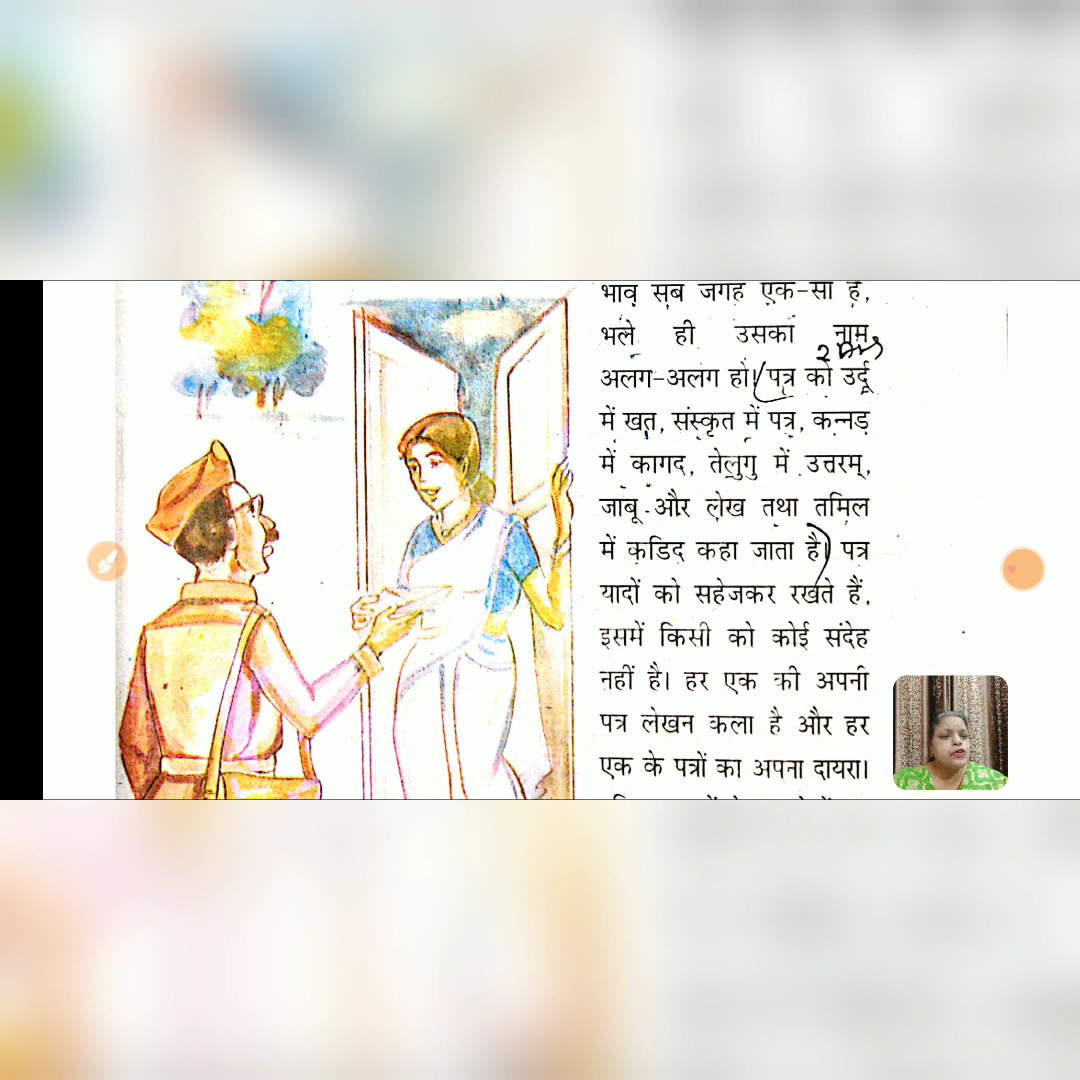 भाव सब जगह एक-सा है,
भले ही उसका नाम
2 Ans
अलग-अलग हो। पत्र को उर्दू
में खत, संस्कृत में पत्र, कन्नड़
में कागद, तेलुगु में उत्तरम्,
जाबू और लेख तथा तमिल
में कडिद कहा जाता है। पत्र
यादों को सहेजकर रखते हैं,
इसमें किसी को कोई संदेह
नहीं है। हर एक की अपनी
पत्र लेखन कला है और हर
एक के पत्रों का अपना दायरा।